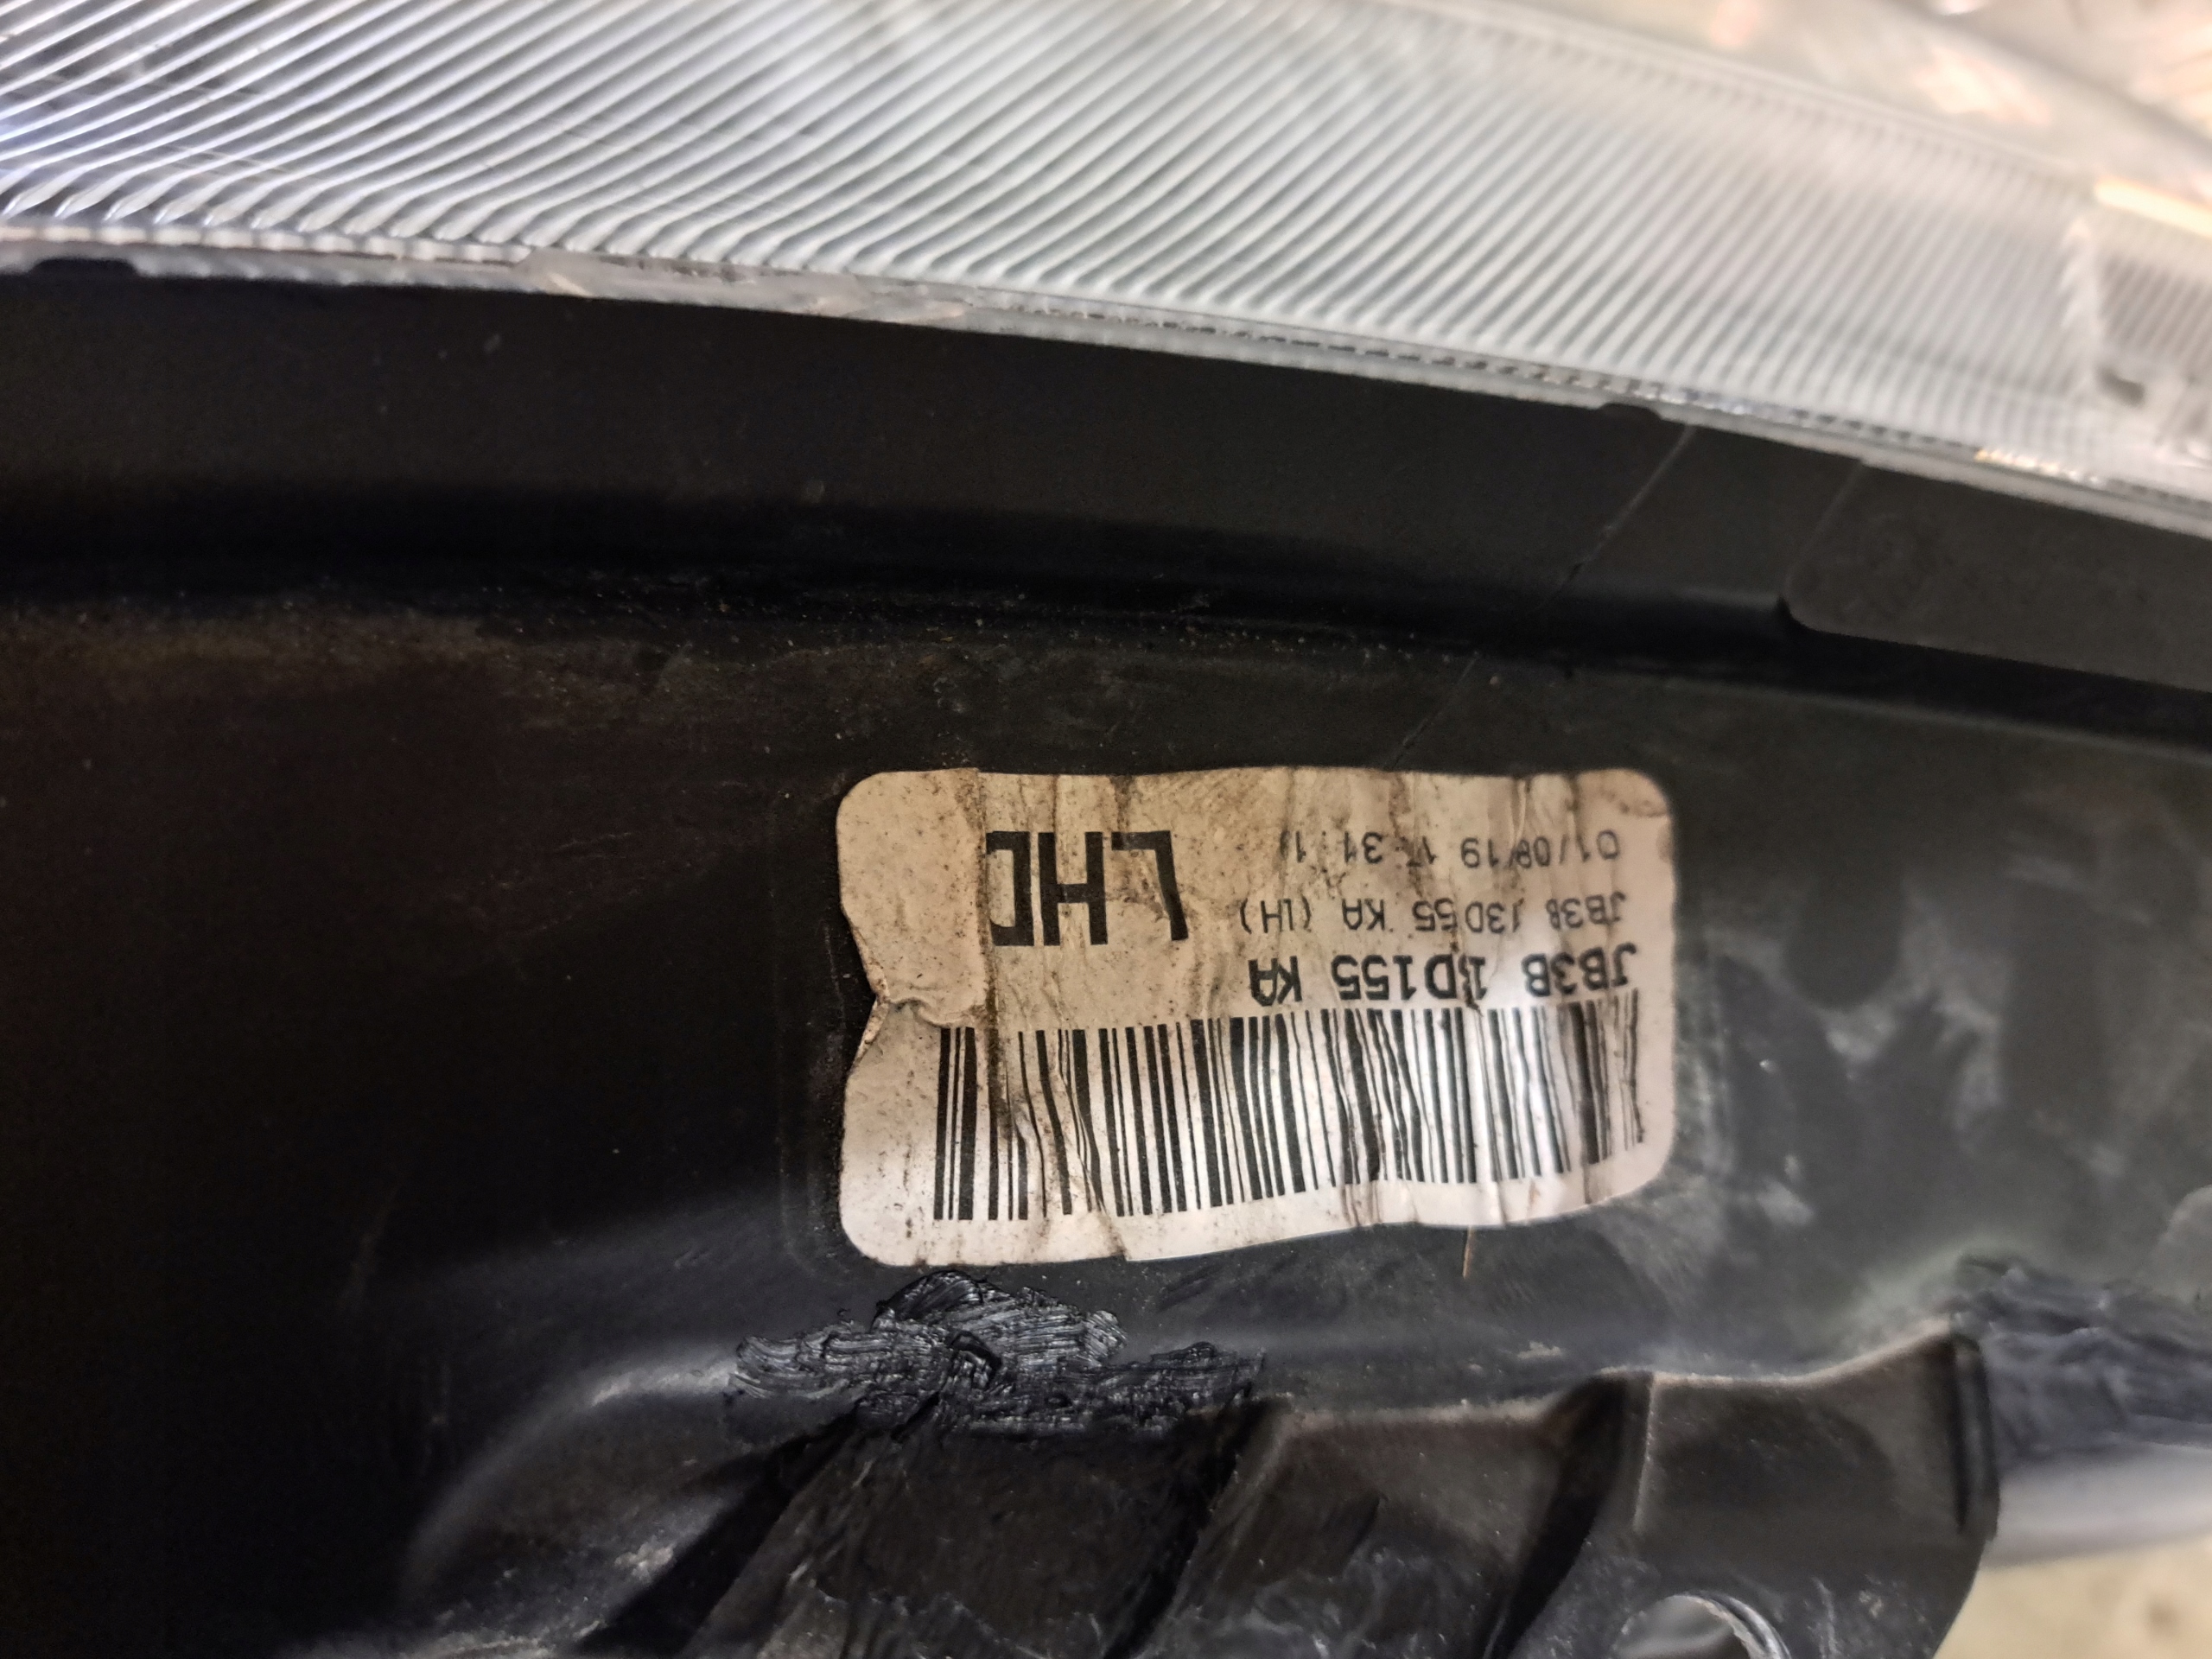 JB3B 13D155 KA
JB3B 13D155 KA (LH)
01/08/19
LHD